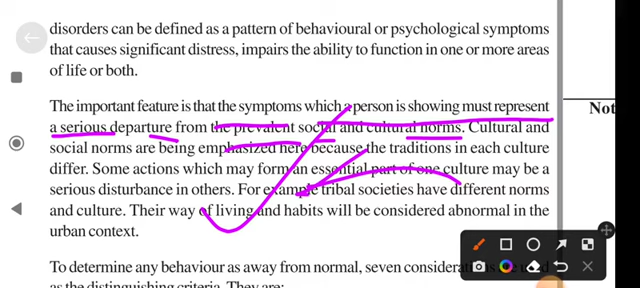 disorders can be defined as a pattern of behavioural or psychological symptoms
that causes significant distress, impairs the ability to function in one or more areas
of life or both.
The important feature is that the symptoms which a person is showing must represent
a serious departure from the prevalent social and cultural norms. Cultural and
social norms are being emphasized here because the traditions in each culture
differ. Some actions which may form an essential part of one culture may be a
serious disturbance in others. For example tribal societies have different norms
and culture. Their way of living and habits will be considered abnormal in the
urban context.
To determine any behaviour as away from normal, seven
as the distinguishing criteria. They are:
Not